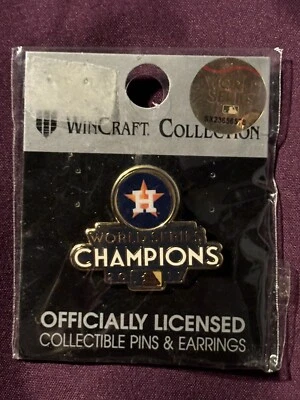 WINCRAFT COLLECTION
H
WORLD SERIES
CHAMPIONS
OFFICIALLY LICENSED
COLLECTIBLE PINS & EARRINGS